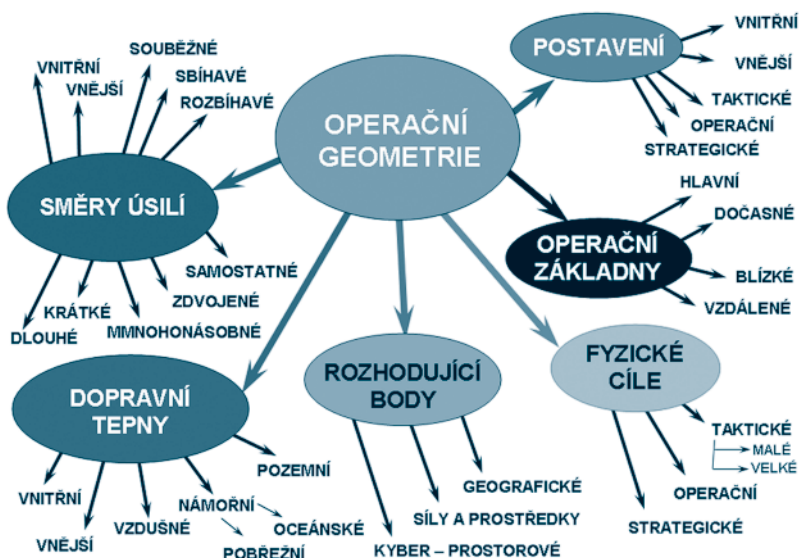 OPERAČNÍ
GEOMETRIE
POSTAVENÍ
VNITŘNÍ
VNĚJŠÍ
TAKTICKÉ
OPERAČNÍ
STRATEGICKÉ
OPERAČNÍ
ZÁKLADNY
HLAVNÍ
DOČASNÉ
BLÍZKÉ
VZDÁLENÉ
FYZICKÉ
CÍLE
TAKTICKÉ
MALÉ
VELKÉ
OPERAČNÍ
STRATEGICKÉ
ROZHODUJÍCÍ
BODY
GEOGRAFICKÉ
SÍLY A PROSTŘEDKY
KYBER – PROSTOROVÉ
DOPRAVNÍ
TEPNY
POZEMNÍ
NÁMOŘNÍ
OCEÁNSKÉ
POBŘEŽNÍ
VZDUŠNÉ
VNĚJŠÍ
VNITŘNÍ
SMĚRY ÚSILÍ
VNITŘNÍ
VNĚJŠÍ
SOUBĚŽNÉ
SBÍHAVÉ
ROZBÍHAVÉ
SAMOSTATNÉ
ZDVOJENÉ
MMNOHONÁSOBNÉ
KRÁTKÉ
DLOUHÉ